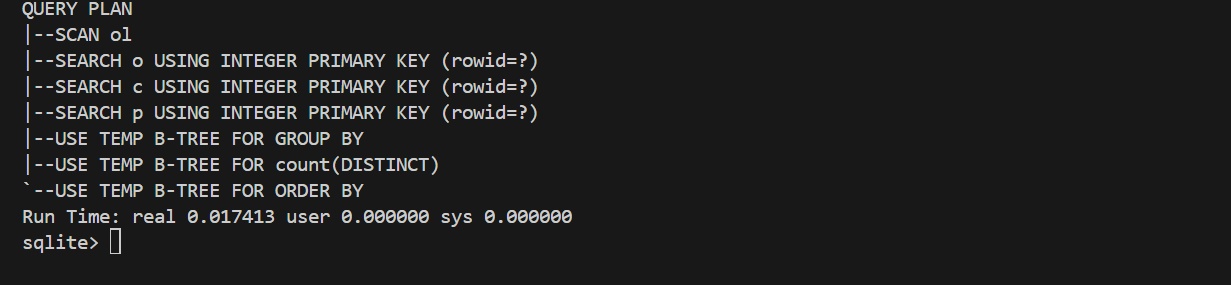 QUERY PLAN
|--SCAN ol
|--SEARCH o USING INTEGER PRIMARY KEY (rowid=?)
|--SEARCH c USING INTEGER PRIMARY KEY (rowid=?)
|--SEARCH p USING INTEGER PRIMARY KEY (rowid=?)
|--USE TEMP B-TREE FOR GROUP BY
|--USE TEMP B-TREE FOR count(DISTINCT)
`--USE TEMP B-TREE FOR ORDER BY
Run Time: real 0.017413 user 0.000000 sys 0.000000
sqlite>